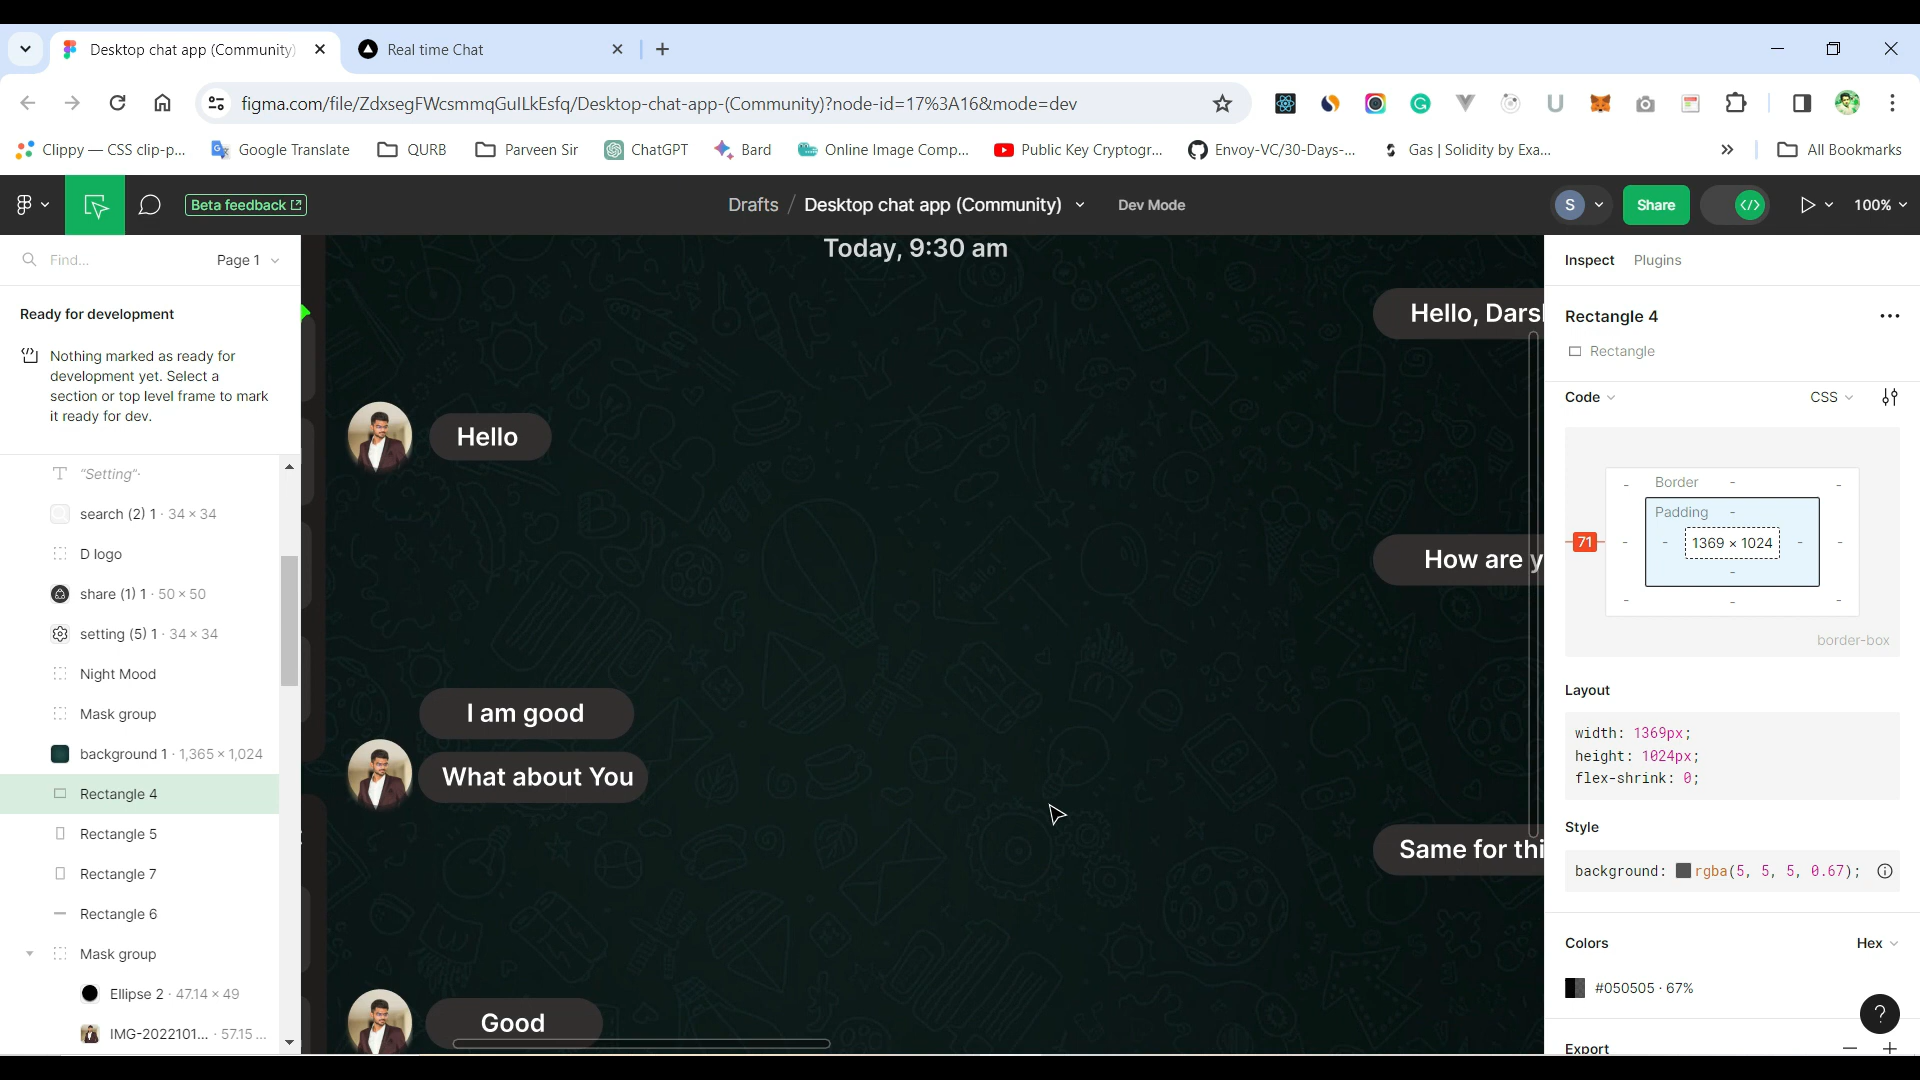 Desktop chat app (Community)
Real time Chat
figma.com/file/ZdxsegFWcsmmqGuILkEsfq/Desktop-chat-app-(Community)?node-id=17%3A16&mode=dev
Clippy — CSS clip-p...
Google Translate
QURB
Parveen Sir
ChatGPT
Bard
Online Image Comp...
Public Key Cryptogr...
Envoy-VC/30-Days-...
Gas | Solidity by Exa...
All Bookmarks
Beta feedback
Drafts / Desktop chat app (Community)
Dev Mode
S
Share
100%
Find...
Page 1
Ready for development
Nothing marked as ready for
development yet. Select a
section or top level frame to mark
it ready for dev.
"Setting"·
search (2) 1 · 34 × 34
D logo
share (1) 1 · 50 × 50
setting (5) 1 · 34 × 34
Night Mood
Mask group
background 1 · 1,365 × 1,024
Rectangle 4
Rectangle 5
Rectangle 7
Rectangle 6
Mask group
Ellipse 2 · 47.14 × 49
IMG-2022101... · 57.15 ...
Today, 9:30 am
Hello, Dars
Hello
How are y
I am good
What about You
Same for thi
Good
Inspect
Plugins
Rectangle 4
Rectangle
Code
CSS
Border -
Padding -
71
1369 × 1024
border-box
Layout
width: 1369px;
height: 1024px;
flex-shrink: 0;
Style
background: rgba(5, 5, 5, 0.67);
Colors
Hex
#050505 · 67%
?
Export